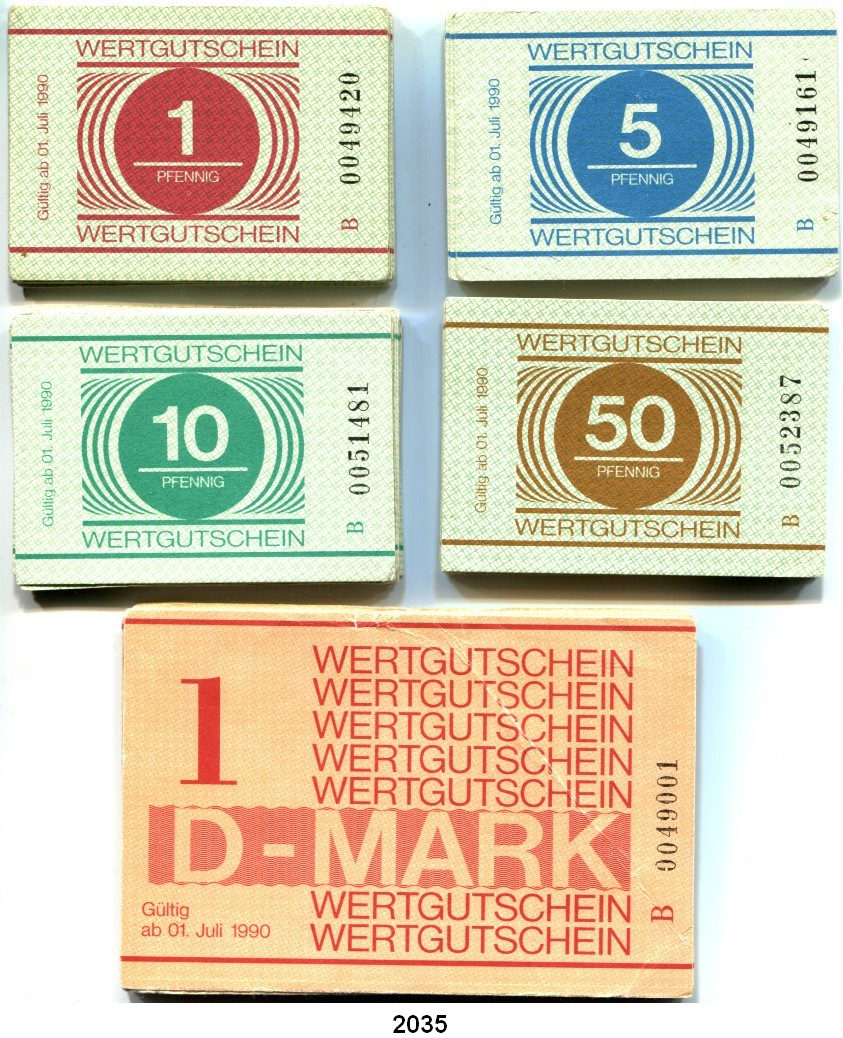 WERTGUTSCHEIN
1
PFENNIG
WERTGUTSCHEIN
Gültig ab 01. Juli 1990
B 0049420
WERTGUTSCHEIN
5
PFENNIG
WERTGUTSCHEIN
Gültig ab 01. Juli 1990
B 0049161
WERTGUTSCHEIN
10
PFENNIG
WERTGUTSCHEIN
Gültig ab 01. Juli 1990
B 0051481
WERTGUTSCHEIN
50
PFENNIG
WERTGUTSCHEIN
Gültig ab 01. Juli 1990
B 0052387
1
WERTGUTSCHEIN
WERTGUTSCHEIN
WERTGUTSCHEIN
WERTGUTSCHEIN
WERTGUTSCHEIN
D-MARK
Gültig
ab 01. Juli 1990
WERTGUTSCHEIN
WERTGUTSCHEIN
B 0049001
2035